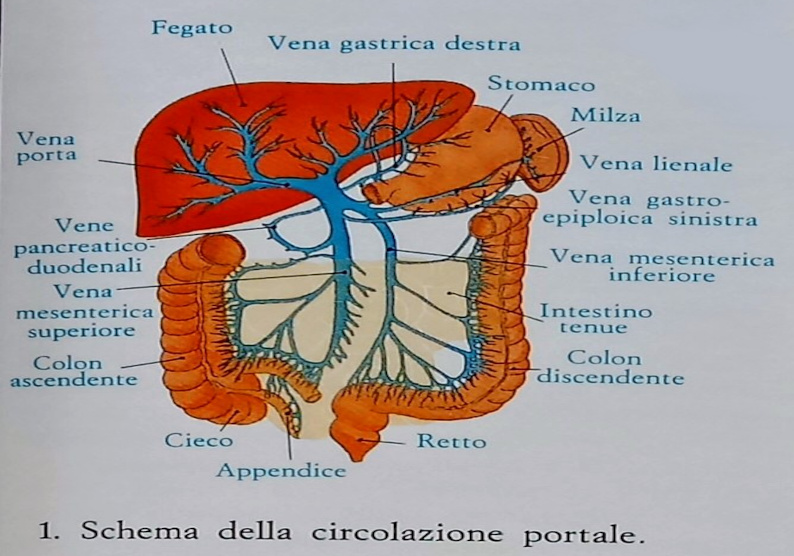 Fegato
Vena gastrica destra
Stomaco
Milza
Vena
porta
Vena lienale
Vena gastro-
epiploica sinistra
Vene
pancreatico-
duodenali
Vena mesenterica
inferiore
Vena
mesenterica
superiore
Intestino
tenue
Colon
ascendente
Colon
discendente
Cieco
Retto
Appendice
1. Schema della circolazione portale.